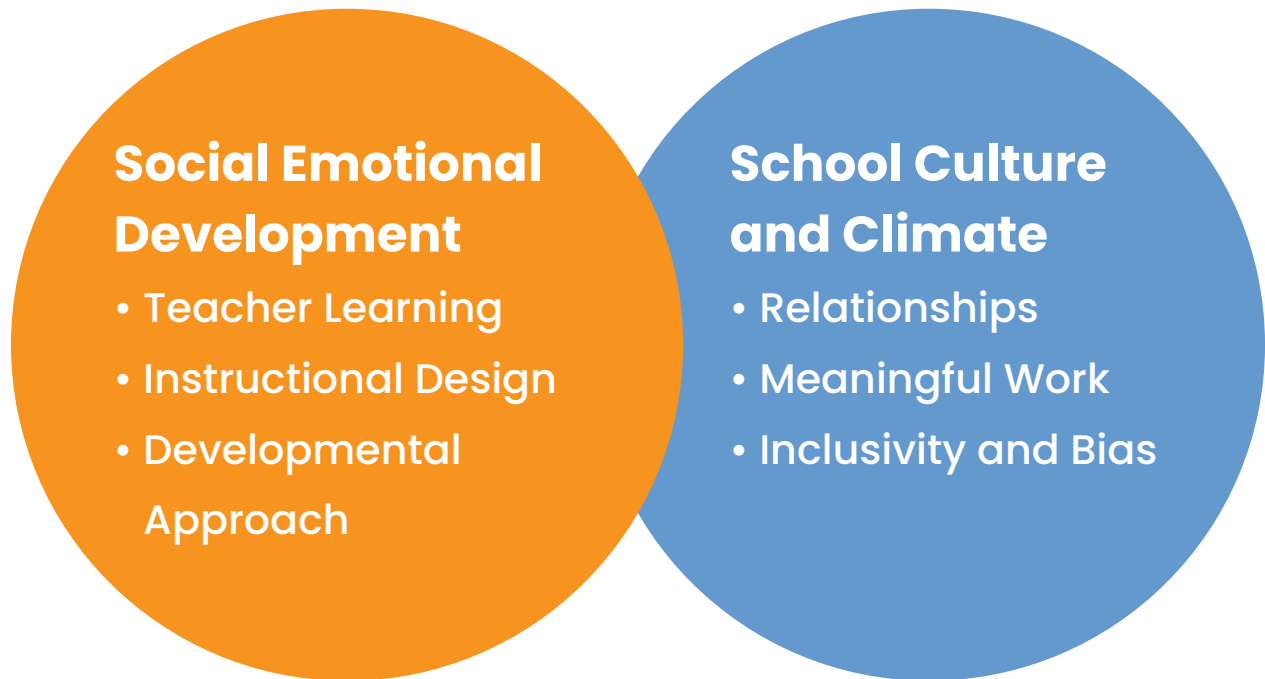 Social Emotional
Development
• Teacher Learning
• Instructional Design
• Developmental
Approach
School Culture
and Climate
• Relationships
• Meaningful Work
• Inclusivity and Bias